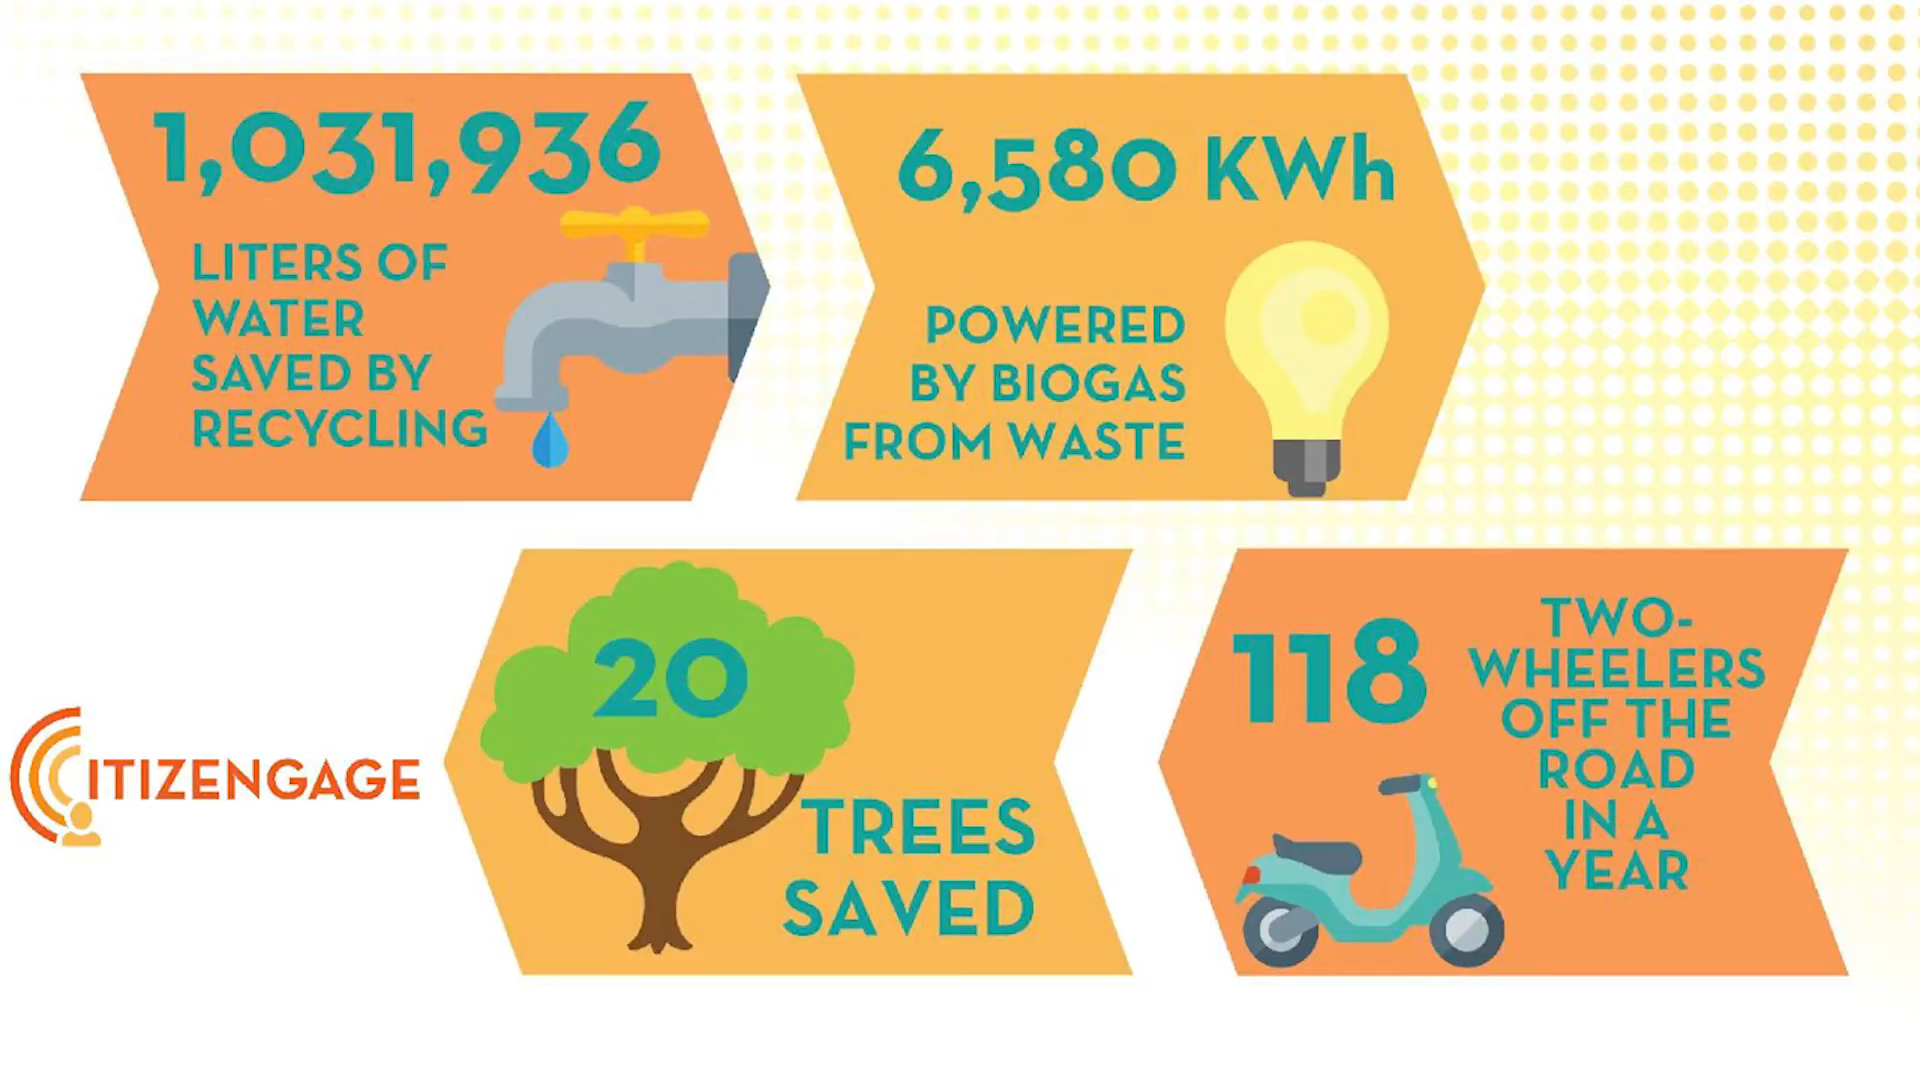 1,031,936
LITERS OF
WATER
SAVED BY
RECYCLING
6,580 KWh
POWERED
BY BIOGAS
FROM WASTE
CITIZENGAGE
20
TREES
SAVED
118
TWO-
WHEELERS
OFF THE
ROAD
IN A
YEAR